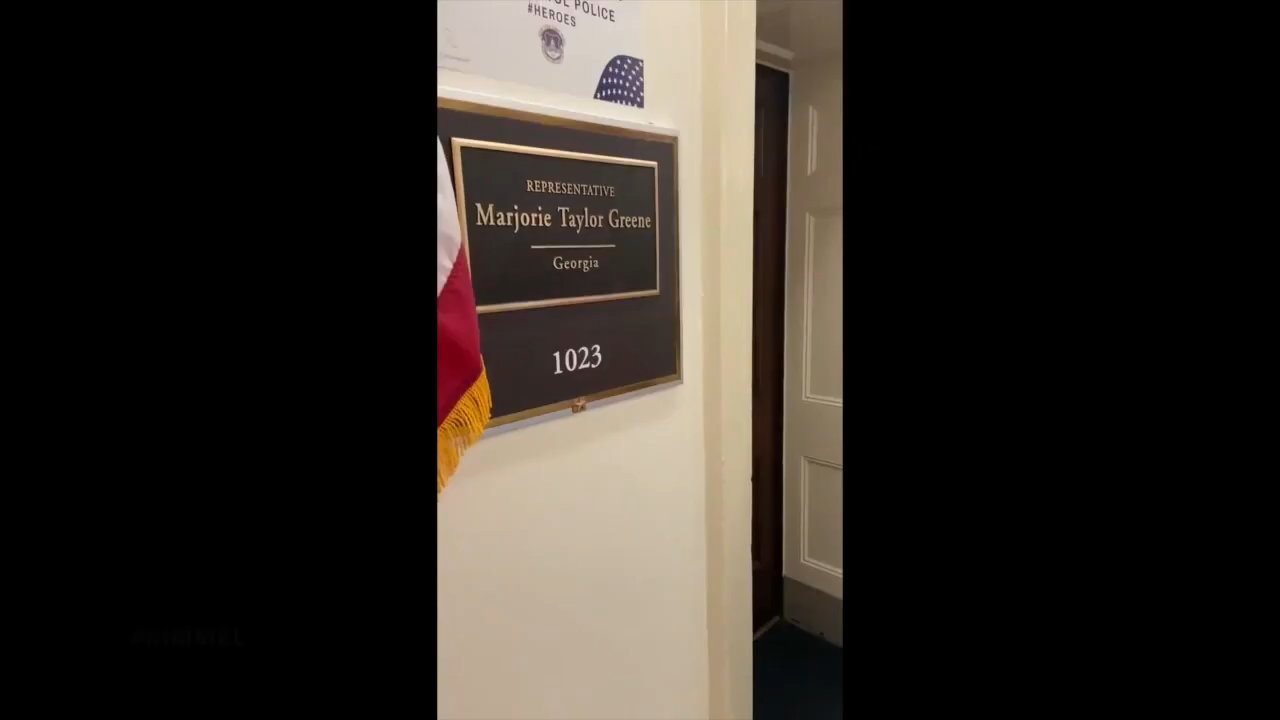 POLICE
#HEROES
REPRESENTATIVE
Marjorie Taylor Greene
Georgia
1023